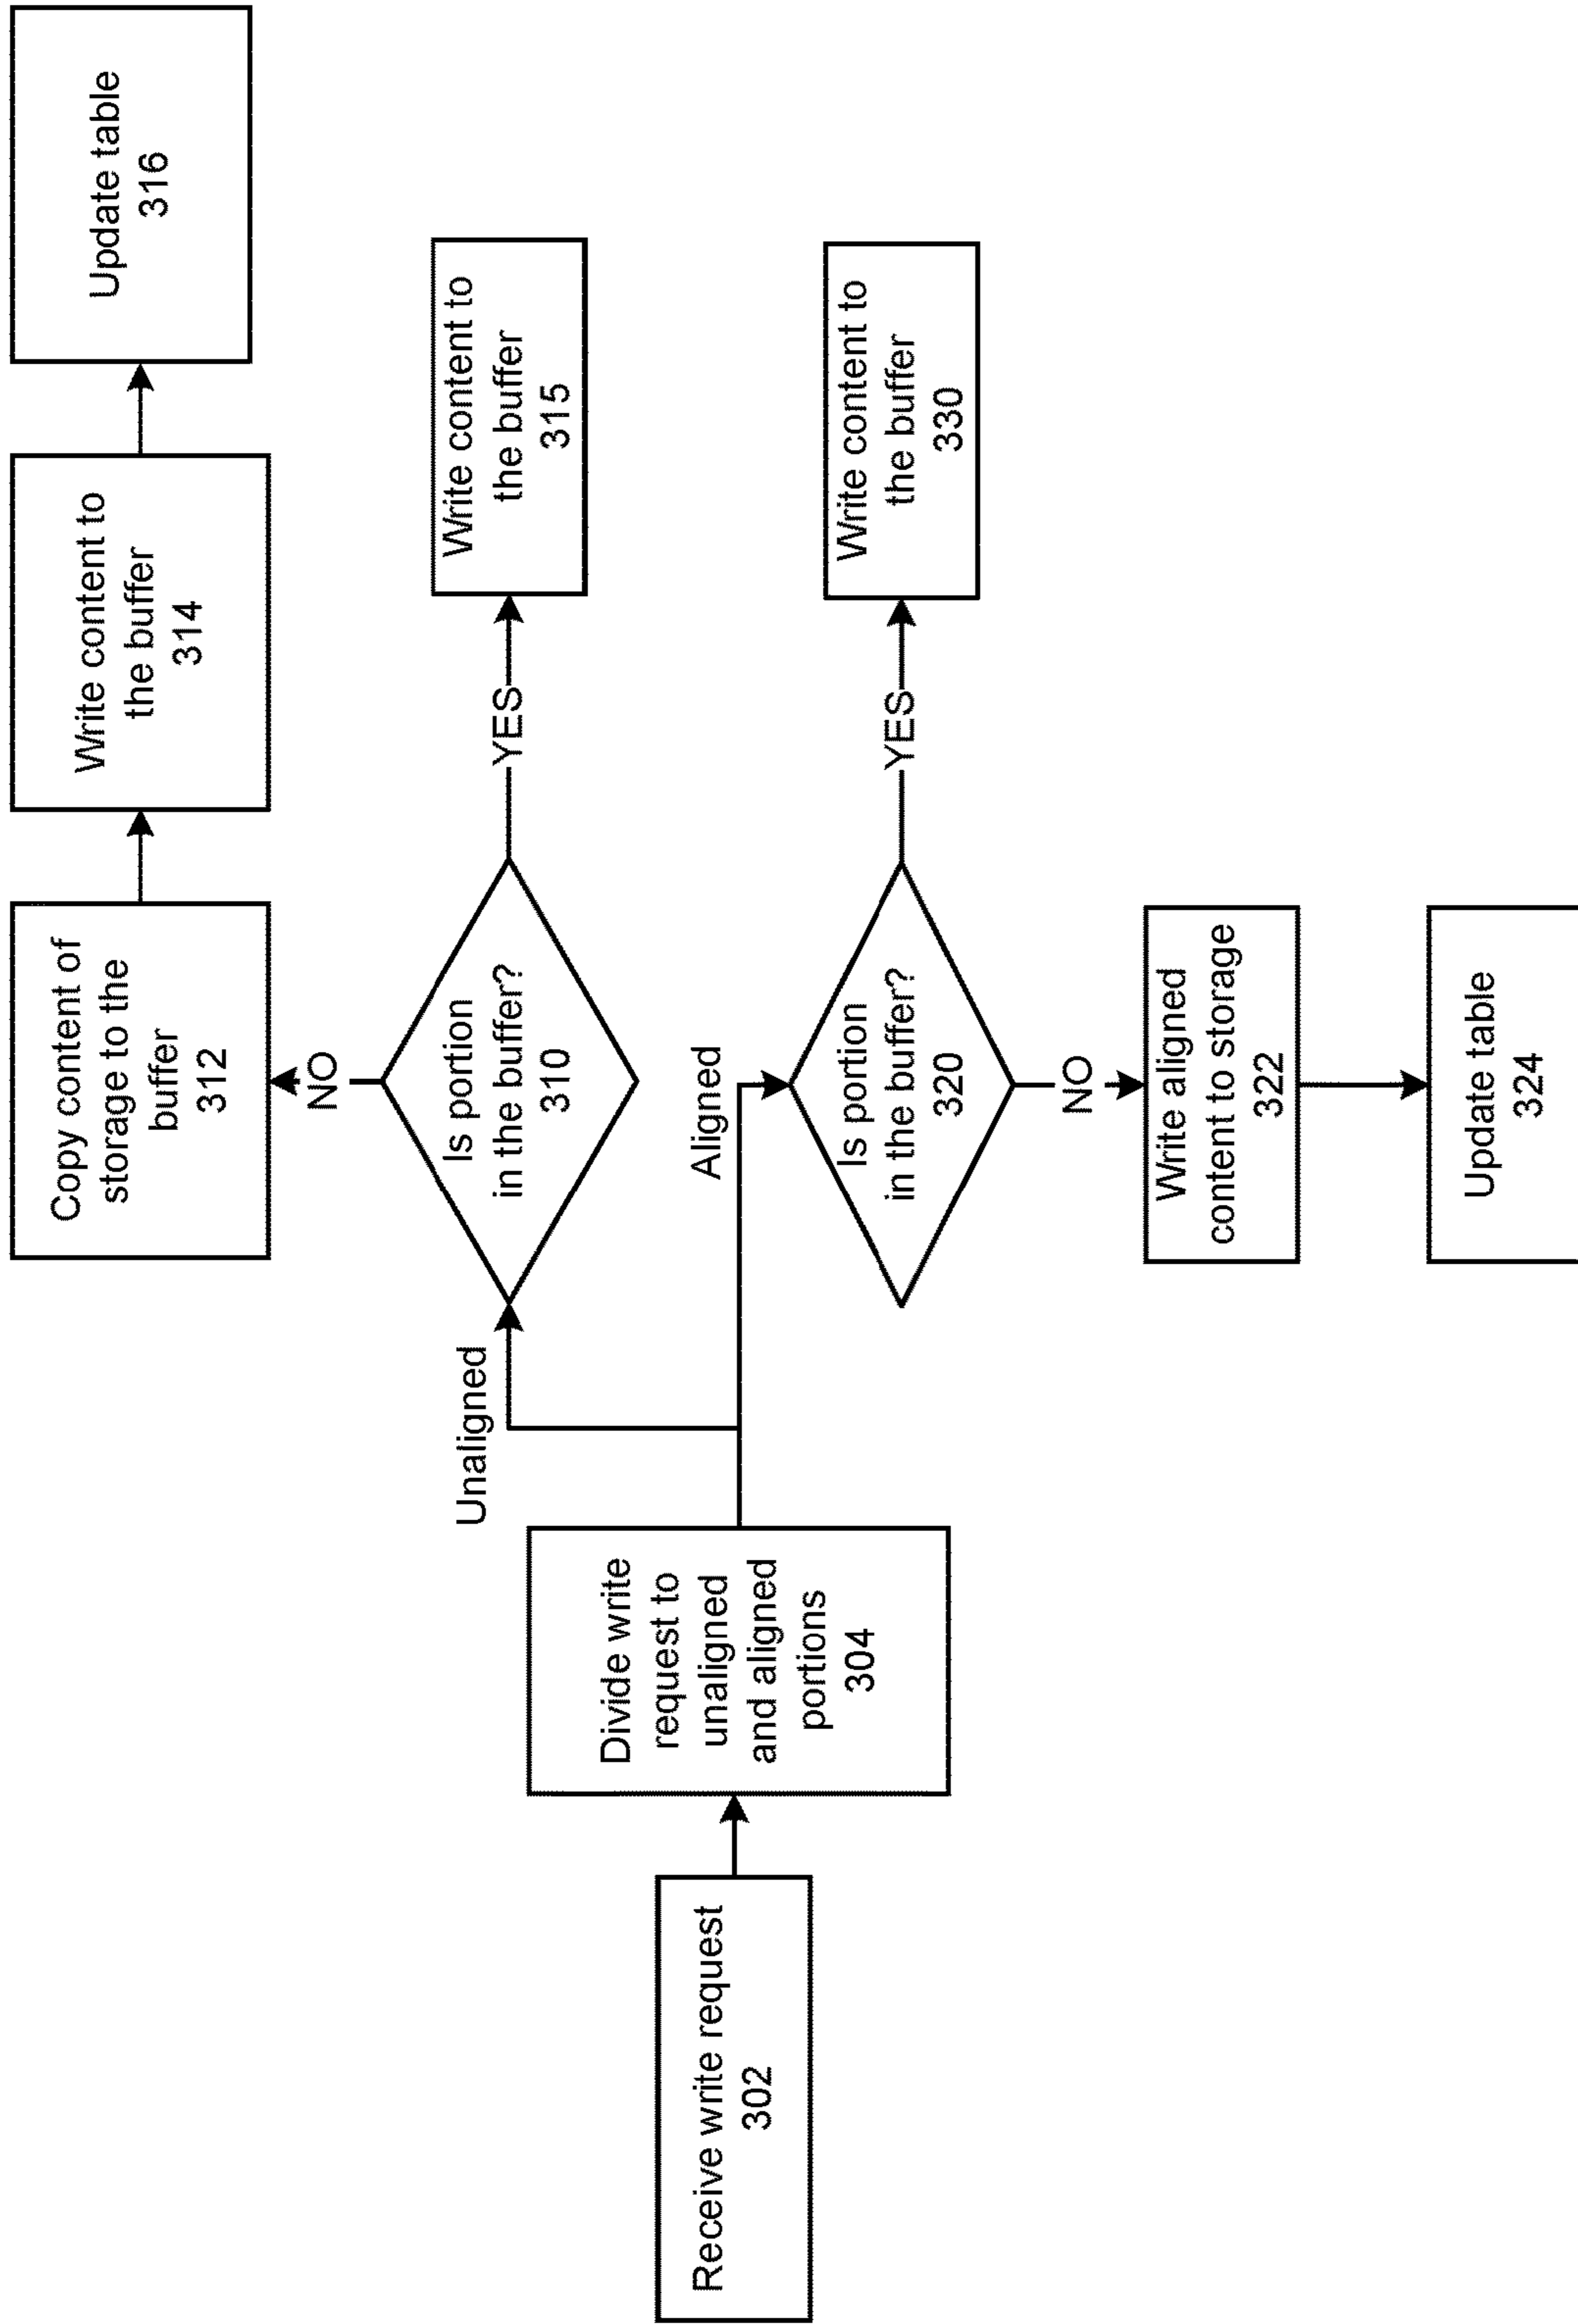 Receive write request
302
Divide write
request to
unaligned
and aligned
portions
304
Unaligned
Is portion
in the buffer?
310
NO
Copy content of
storage to the
buffer
312
Write content to
the buffer
314
Update table
316
YES
Write content to
the buffer
315
Aligned
Is portion
in the buffer?
320
YES
Write content to
the buffer
330
NO
Write aligned
content to storage
322
Update table
324